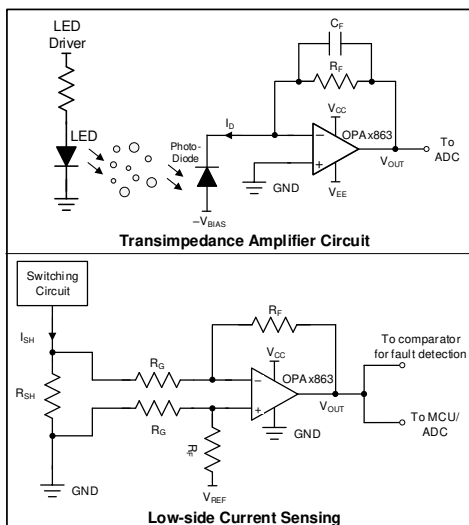 LED
Driver
LED
I_D
Photo-
Diode
−V_BIAS
GND
C_F
R_F
V_CC
OPAx863
−
+
V_EE
V_OUT
To
ADC
Transimpedance Amplifier Circuit
Switching
Circuit
I_SH
R_SH
GND
R_G
R_G
R_F
V_CC
OPAx863
−
+
GND
V_OUT
R_F
V_REF
To comparator
for fault detection
To MCU/
ADC
Low-side Current Sensing